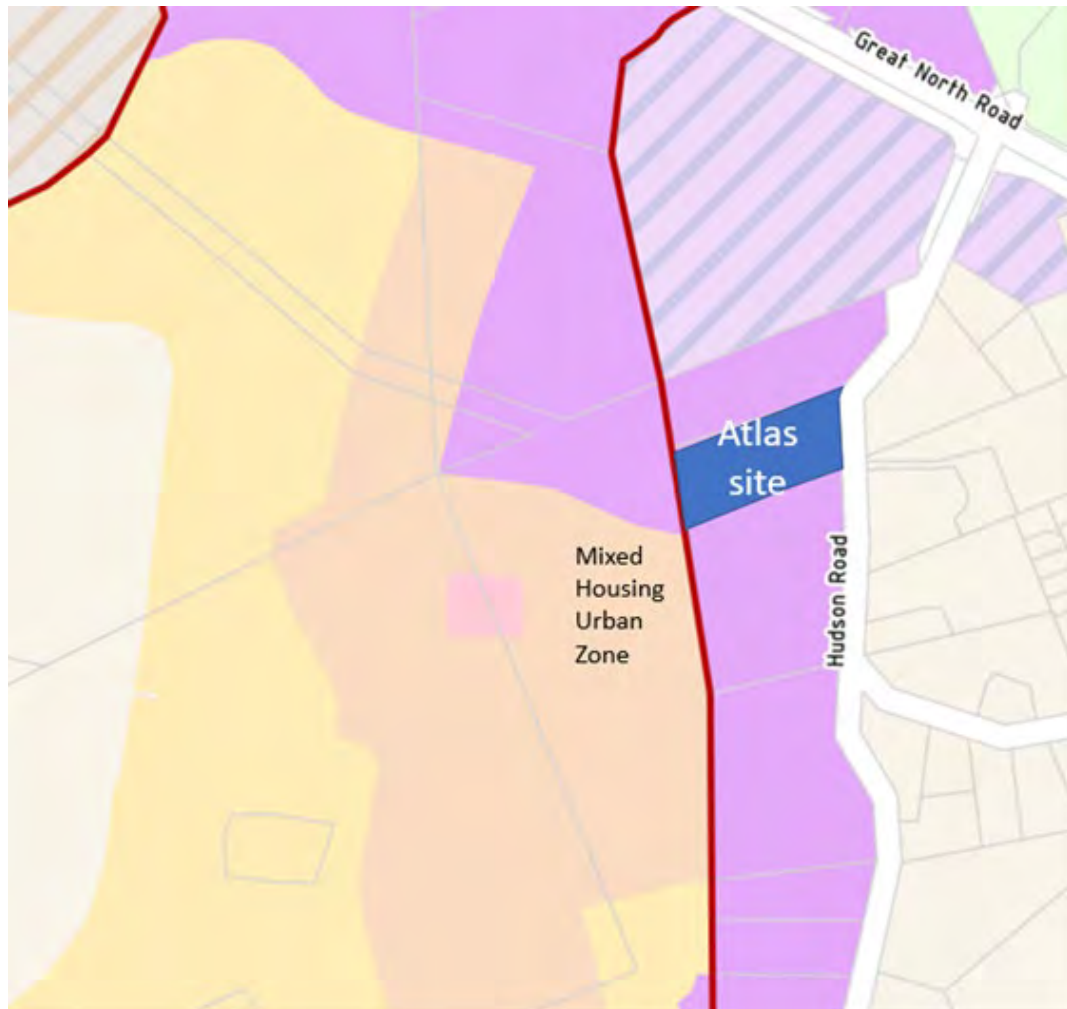 Great North Road
Atlas
site
Mixed
Housing
Urban
Zone
Hudson Road